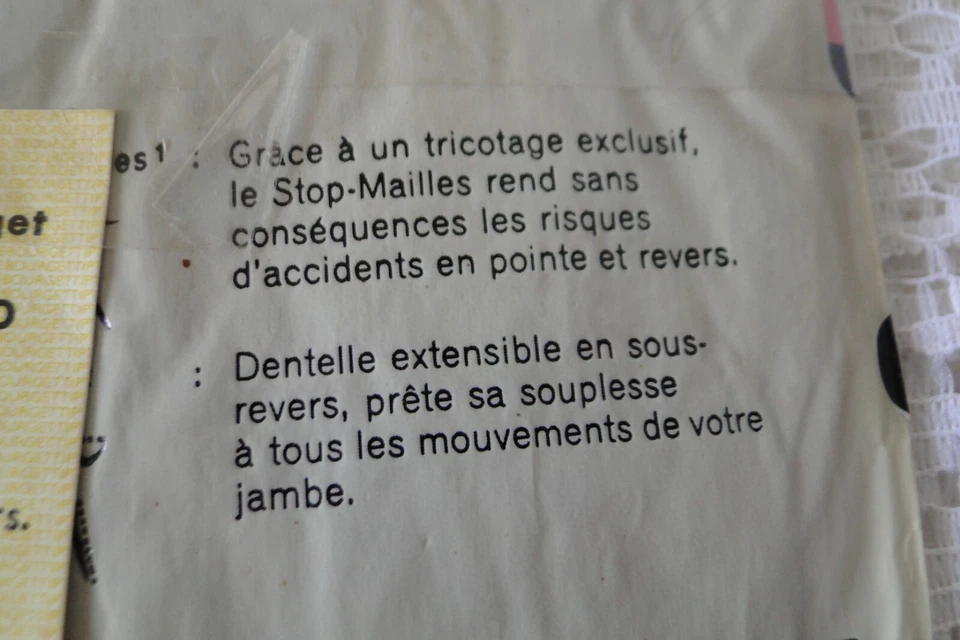 es¹ : Grâce à un tricotage exclusif,
le Stop-Mailles rend sans
conséquences les risques
d'accidents en pointe et revers.
: Dentelle extensible en sous-
revers, prête sa souplesse
à tous les mouvements de votre
jambe.